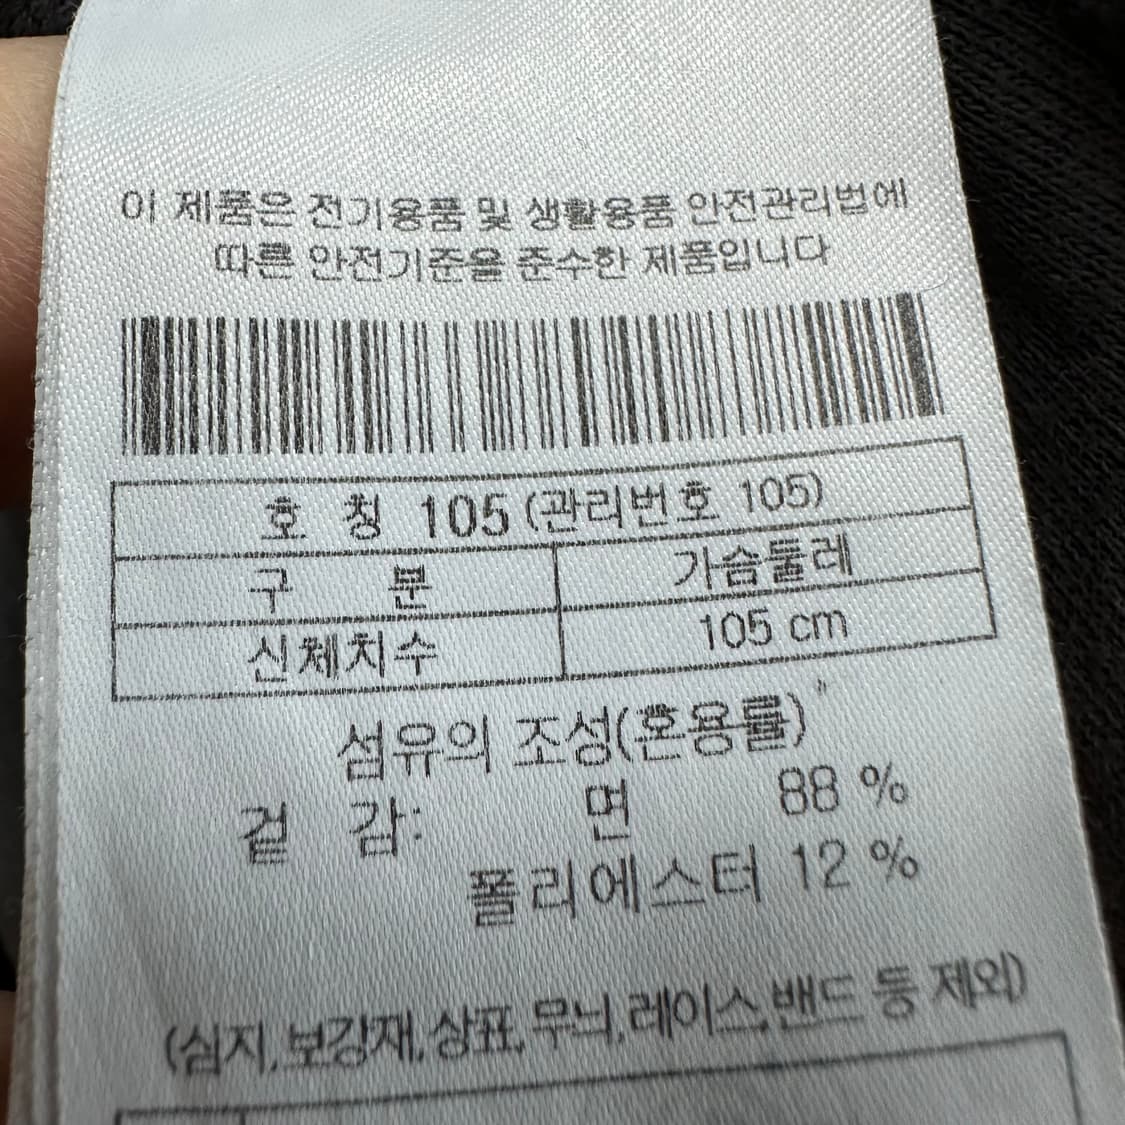 이 제품은 전기용품 및 생활용품 안전관리법에
따른 안전기준을 준수한 제품입니다
호 칭 105 (관리번호 105)
구 분 가슴둘레
신체치수 105 cm
섬유의 조성(혼용률)
겉 감: 면 88 %
폴리에스터 12 %
(심지,보강재,상표,무늬,레이스,밴드 등 제외)